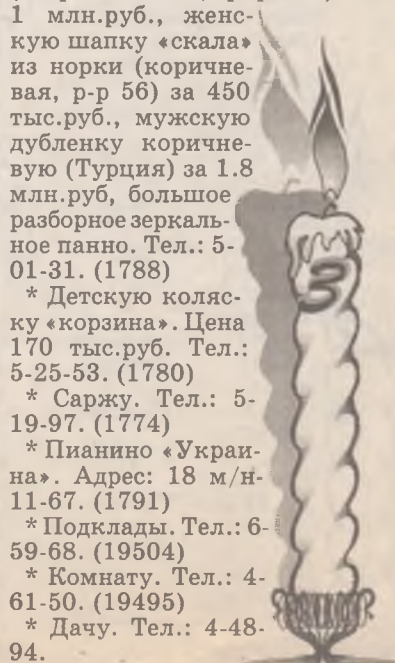 1 млн.руб., женс-
кую шапку «скала»
из норки (коричне-
вая, р-р 56) за 450
тыс.руб., мужскую
дубленку коричне-
вую (Турция) за 1.8
млн.руб, большое
разборное зеркаль-
ное панно. Тел.: 5-
01-31. (1788)
* Детскую коляс-
ку «корзина». Цена
170 тыс.руб. Тел.:
5-25-53. (1780)
* Саржу. Тел.: 5-
19-97. (1774)
* Пианино «Украи-
на». Адрес: 18 м/н-
11-67. (1791)
* Подклады. Тел.: 6-
59-68. (19504)
* Комнату. Тел.: 4-
61-50. (19495)
* Дачу. Тел.: 4-48-
94.
3